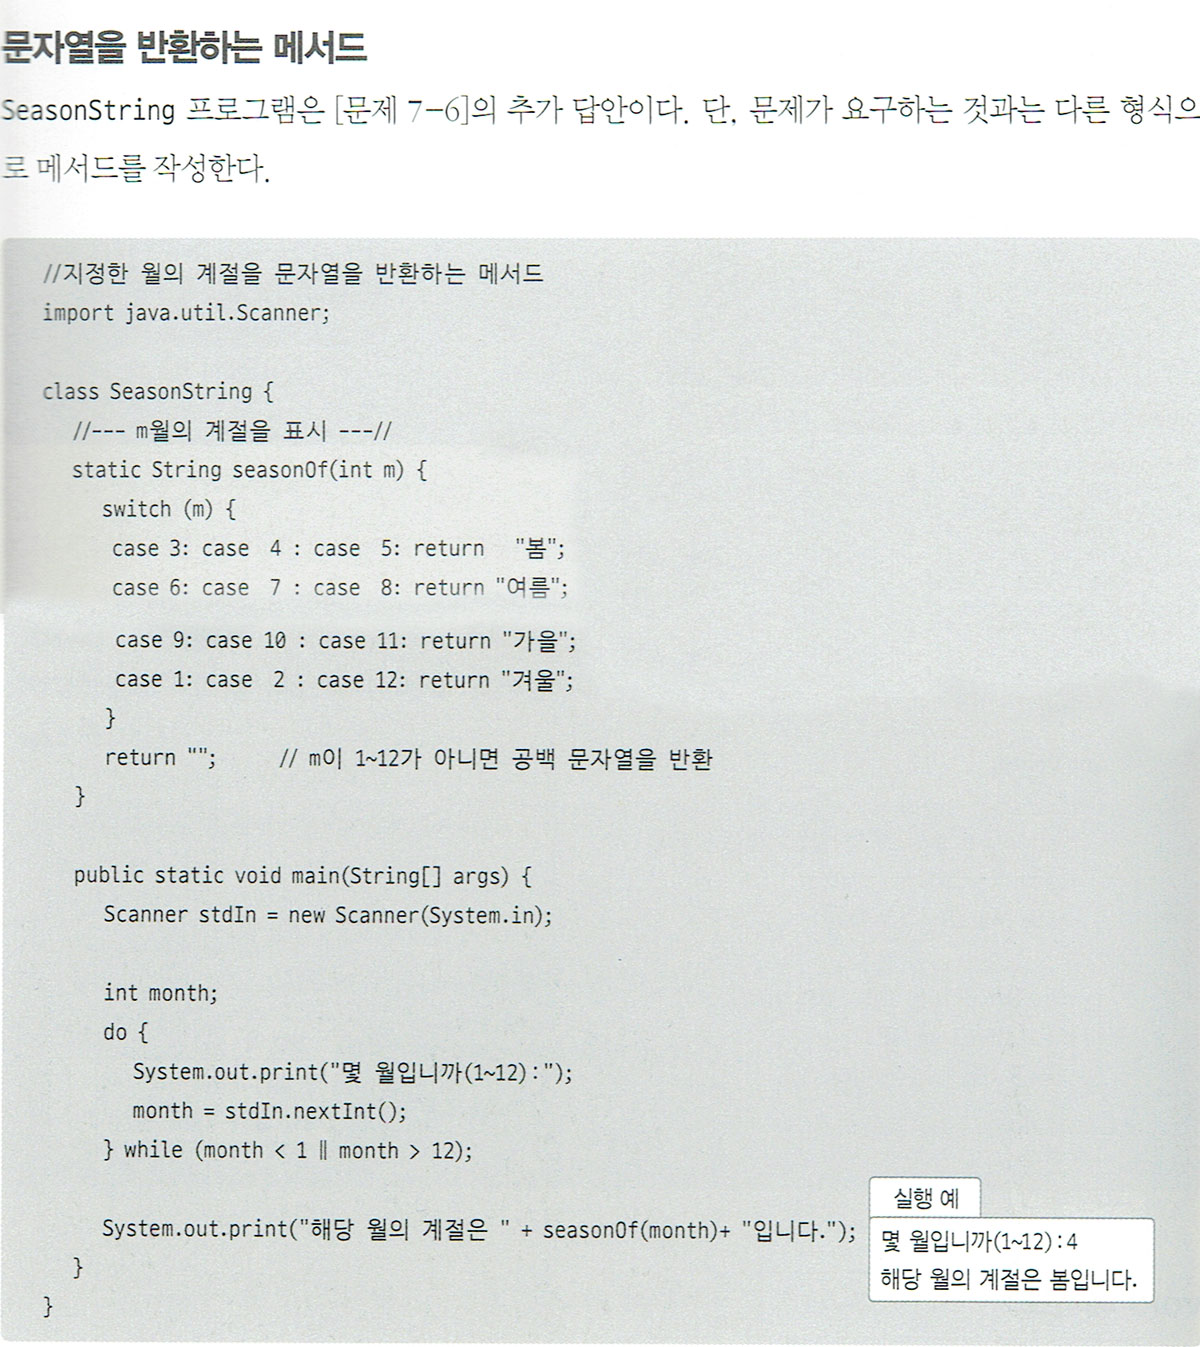 문자열을 반환하는 메서드
SeasonString 프로그램은 [문제 7-6]의 추가 답안이다. 단, 문제가 요구하는 것과는 다른 형식으
로 메서드를 작성한다.
//지정한 월의 계절을 문자열을 반환하는 메서드
import java.util.Scanner;
class SeasonString {
//--- m월의 계절을 표시 ---//
static String seasonOf(int m) {
switch (m) {
case 3: case 4 : case 5: return "봄";
case 6: case 7 : case 8: return "여름";
case 9: case 10 : case 11: return "가을";
case 1: case 2 : case 12: return "겨울";
}
return ""; // m이 1~12가 아니면 공백 문자열을 반환
}
public static void main(String[] args) {
Scanner stdIn = new Scanner(System.in);
int month;
do {
System.out.print("몇 월입니까(1~12):");
month = stdIn.nextInt();
} while (month < 1 || month > 12);
System.out.print("해당 월의 계절은 " + seasonOf(month)+ "입니다.");
}
}
실행 예
몇 월입니까(1~12):4
해당 월의 계절은 봄입니다.